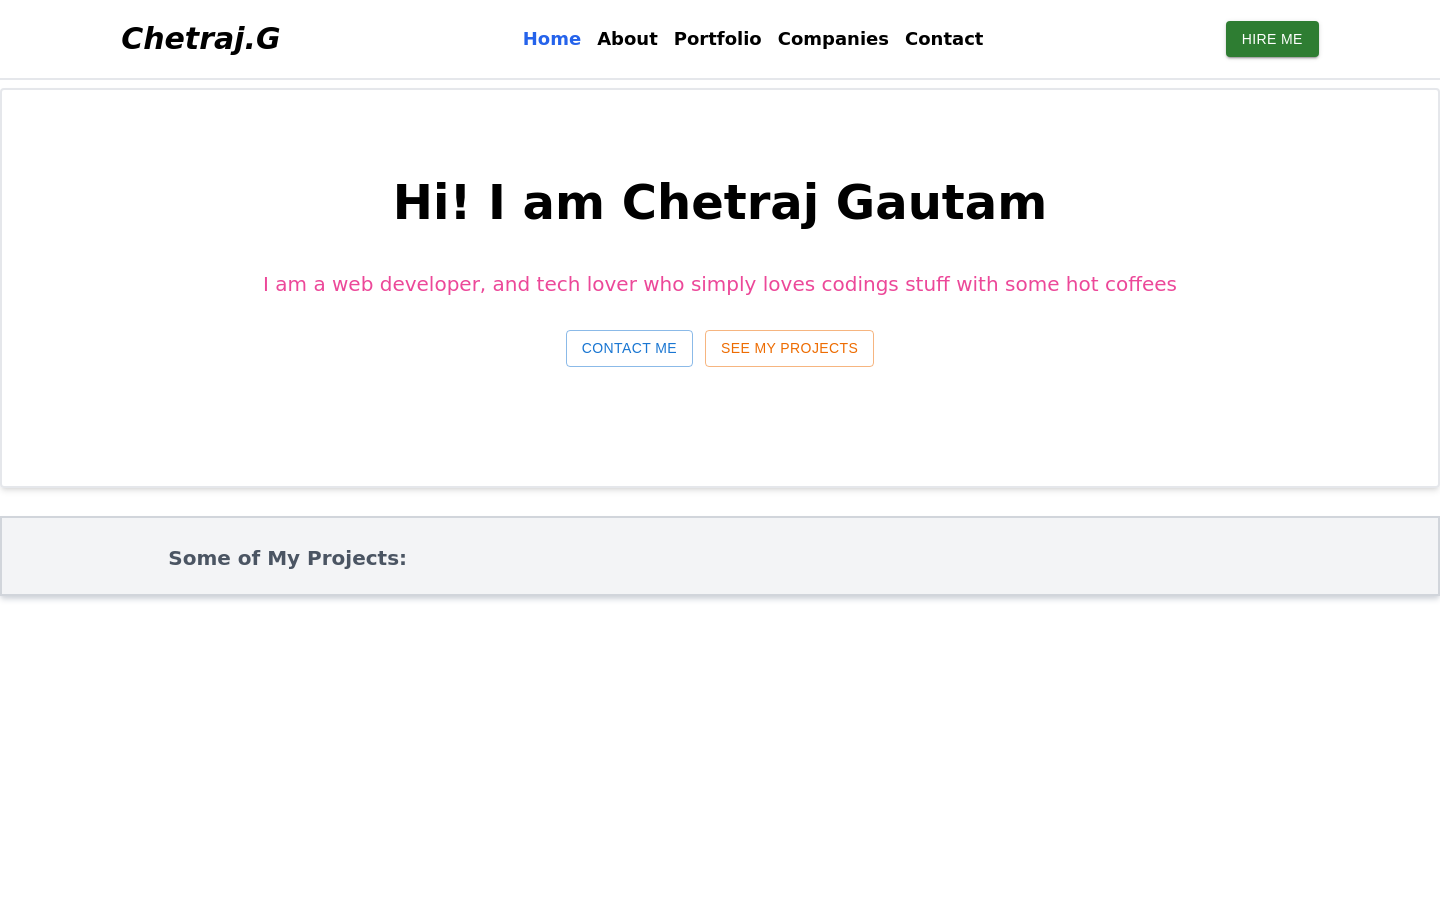 Chetraj.G
Home About Portfolio Companies Contact
HIRE ME
Hi! I am Chetraj Gautam
I am a web developer, and tech lover who simply loves codings stuff with some hot coffees
CONTACT ME SEE MY PROJECTS
Some of My Projects: